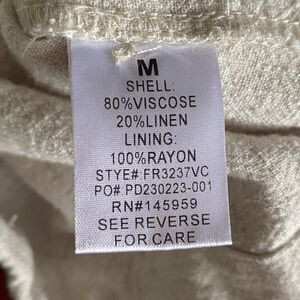 M
SHELL:
80%VISCOSE
20%LINEN
LINING:
100%RAYON
STYE# FR3237VC
PO#: PD230223-001
RN#145959
SEE REVERSE
FOR CARE